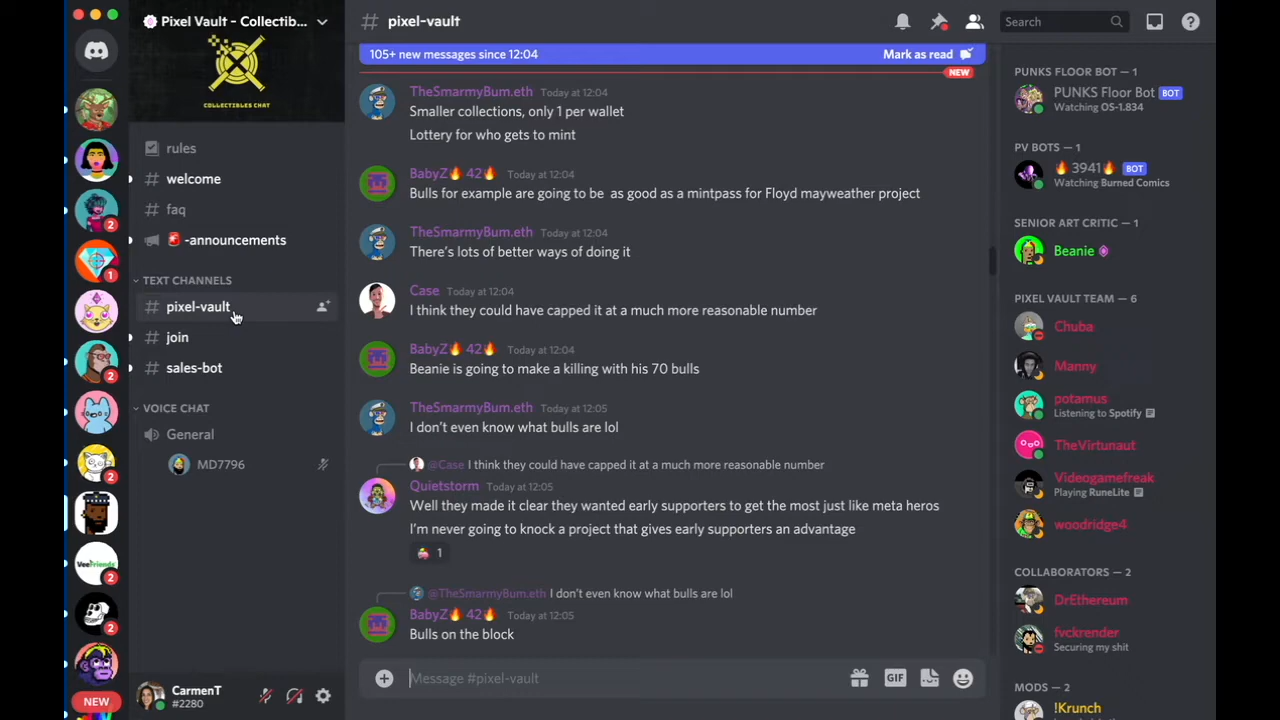 Pixel Vault - Collectib...
COLLECTIBLES CHAT
rules
welcome
faq
-announcements
TEXT CHANNELS
pixel-vault
join
sales-bot
VOICE CHAT
General
MD7796
CarmenT
#2280
2
1
2
2
VeeFriends
2
2
NEW
# pixel-vault
Search
105+ new messages since 12:04
Mark as read
NEW
TheSmarmyBum.eth Today at 12:04
Smaller collections, only 1 per wallet
Lottery for who gets to mint
BabyZ🔥 42🔥 Today at 12:04
Bulls for example are going to be as good as a mintpass for Floyd mayweather project
TheSmarmyBum.eth Today at 12:04
There's lots of better ways of doing it
Case Today at 12:04
I think they could have capped it at a much more reasonable number
BabyZ🔥 42🔥 Today at 12:04
Beanie is going to make a killing with his 70 bulls
TheSmarmyBum.eth Today at 12:05
I don't even know what bulls are lol
@Case I think they could have capped it at a much more reasonable number
Quietstorm Today at 12:05
Well they made it clear they wanted early supporters to get the most just like meta heros
I'm never going to knock a project that gives early supporters an advantage
1
@TheSmarmyBum.eth I don't even know what bulls are lol
BabyZ🔥 42🔥 Today at 12:05
Bulls on the block
Message #pixel-vault
GIF
PUNKS FLOOR BOT — 1
PUNKS Floor Bot BOT
Watching OS-1.834
PV BOTS — 1
🔥 3941🔥 BOT
Watching Burned Comics
SENIOR ART CRITIC — 1
Beanie
PIXEL VAULT TEAM — 6
Chuba
Manny
potamus
Listening to Spotify
TheVirtunaut
Videogamefreak
Playing RuneLite
woodridge4
COLLABORATORS — 2
DrEthereum
fvckrender
Securing my shit
MODS — 2
!Krunch